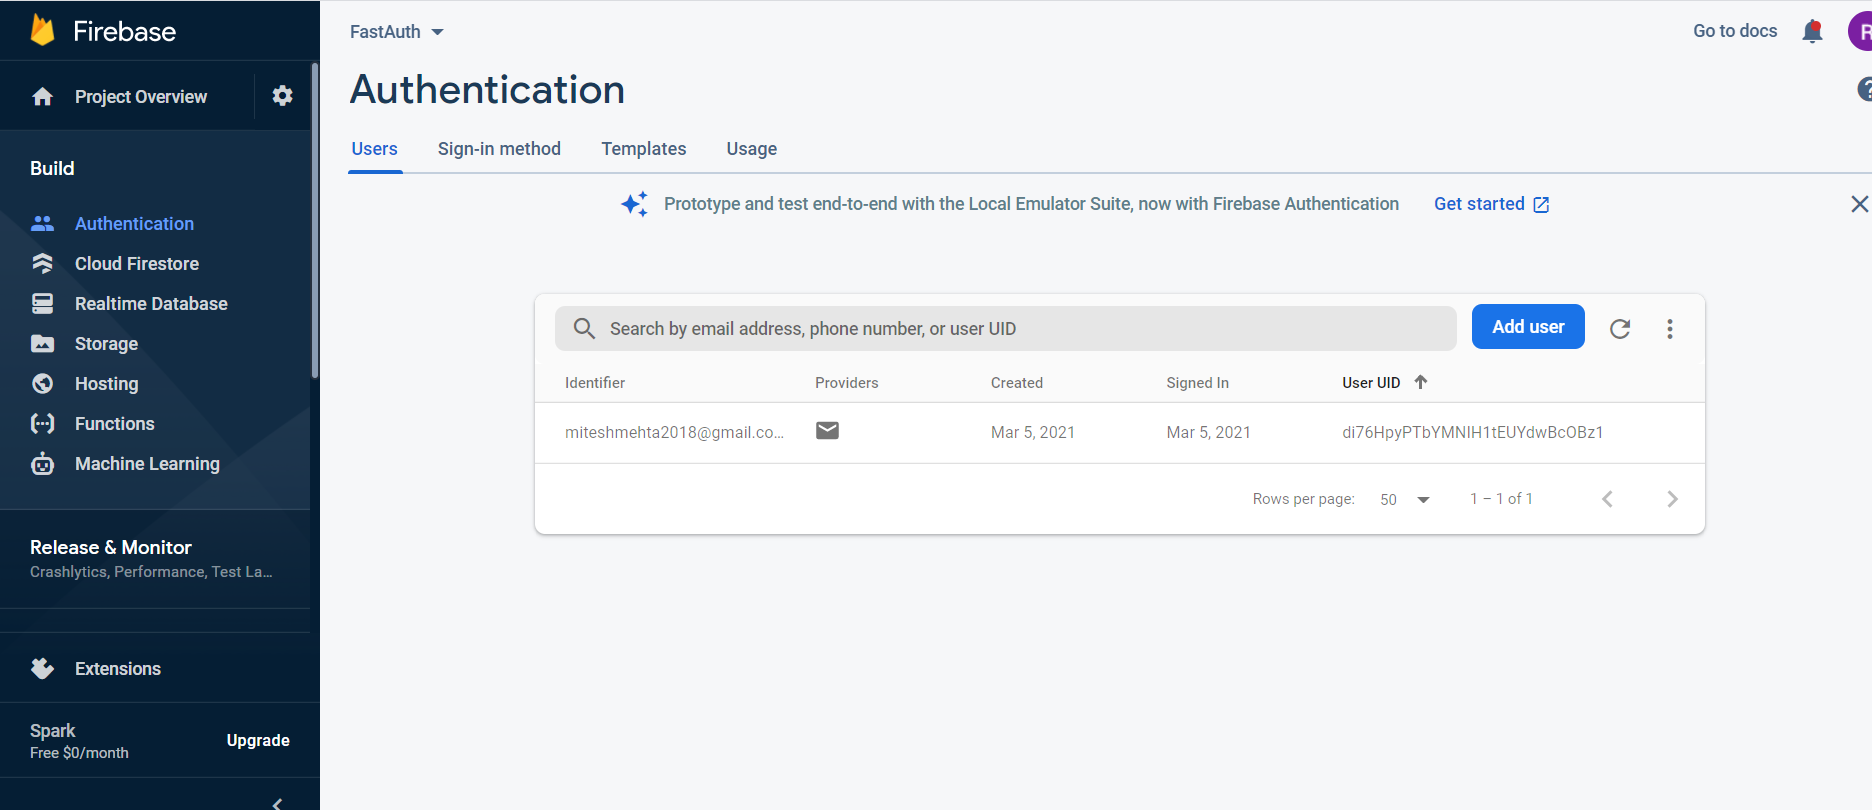 Firebase
Project Overview
Build
Authentication
Cloud Firestore
Realtime Database
Storage
Hosting
Functions
Machine Learning
Release & Monitor
Crashlytics, Performance, Test La...
Extensions
Spark
Free $0/month
Upgrade
FastAuth
Go to docs
R
Authentication
Users Sign-in method Templates Usage
Prototype and test end-to-end with the Local Emulator Suite, now with Firebase Authentication Get started
Search by email address, phone number, or user UID
Add user
Identifier Providers Created Signed In User UID
miteshmehta2018@gmail.co... Mar 5, 2021 Mar 5, 2021 di76HpyPTbYMNIH1tEUYdwBcOBz1
Rows per page: 50 1 – 1 of 1